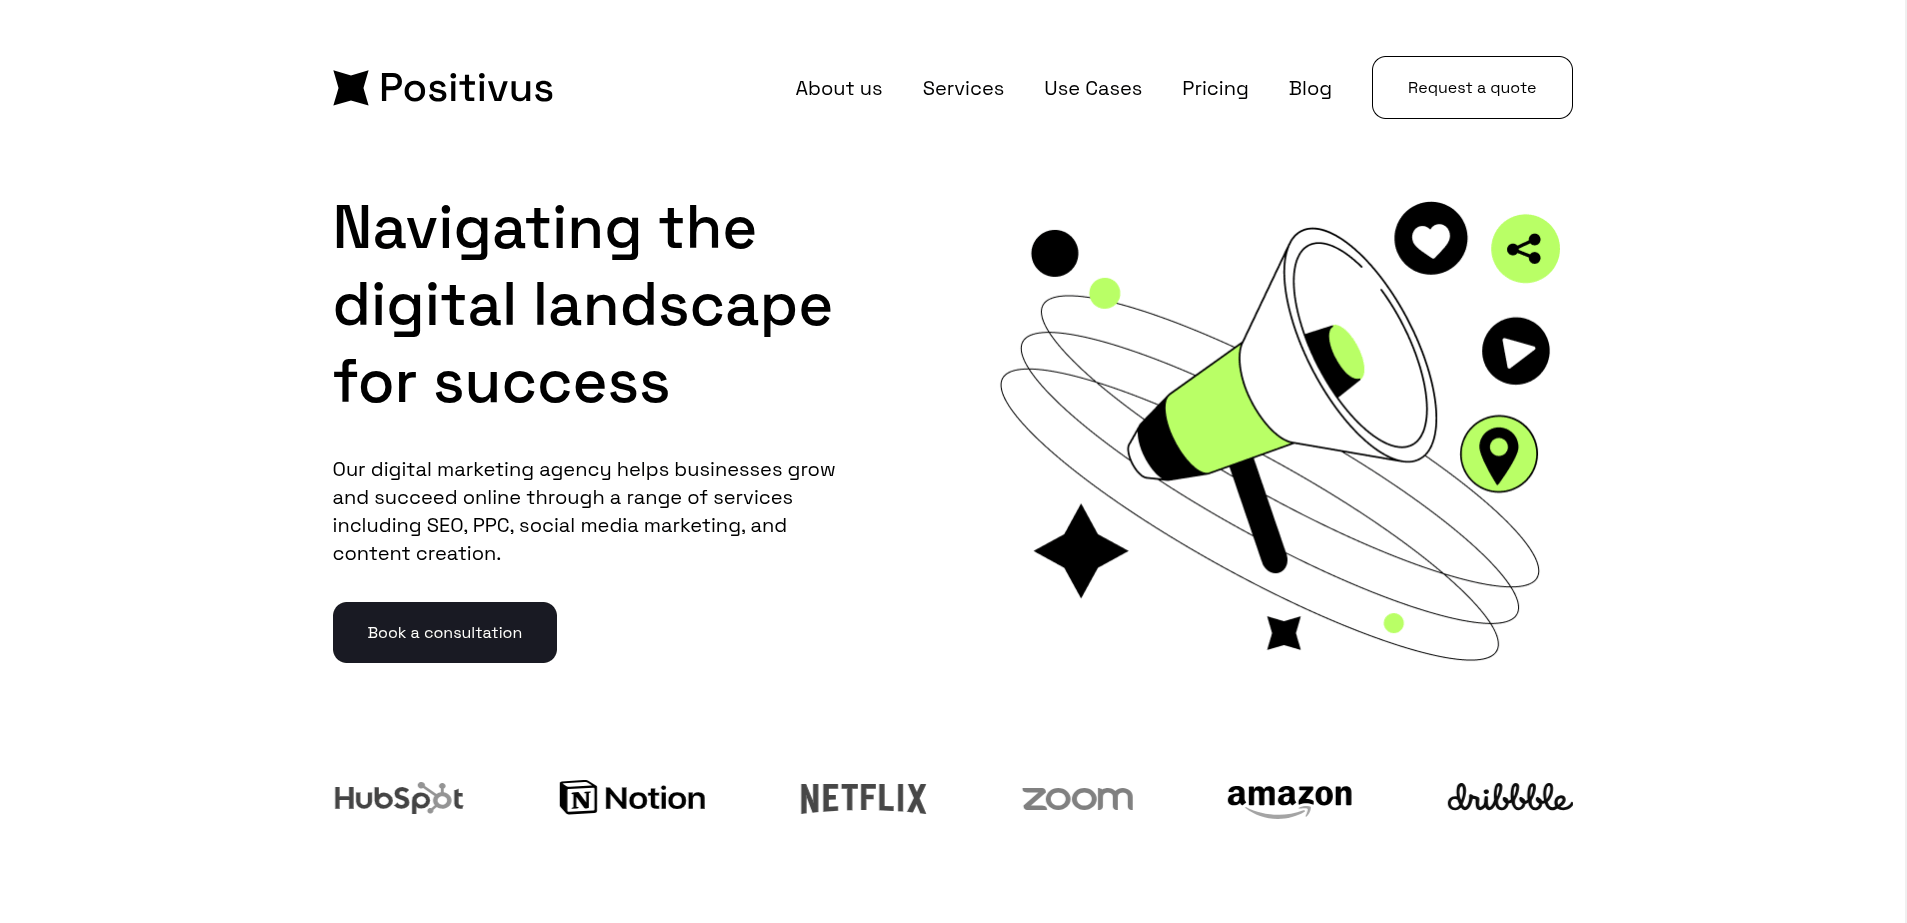 Positivus
About us
Services
Use Cases
Pricing
Blog
Request a quote
Navigating the
digital landscape
for success
Our digital marketing agency helps businesses grow
and succeed online through a range of services
including SEO, PPC, social media marketing, and
content creation.
Book a consultation
HubSpot
N Notion
NETFLIX
zoom
amazon
dribbble